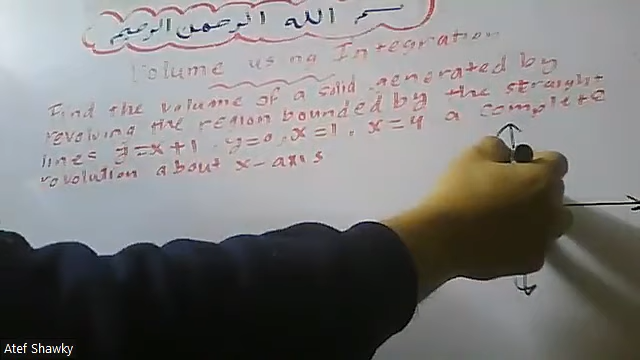 بسم الله الرحمن الرحيم
Volume using Integration
Find the volume of a solid generated by
revolving the region bounded by the straight
lines y=x+1, y=0, x=1, x=4 a complete
revolution about x-axis
Atef Shawky